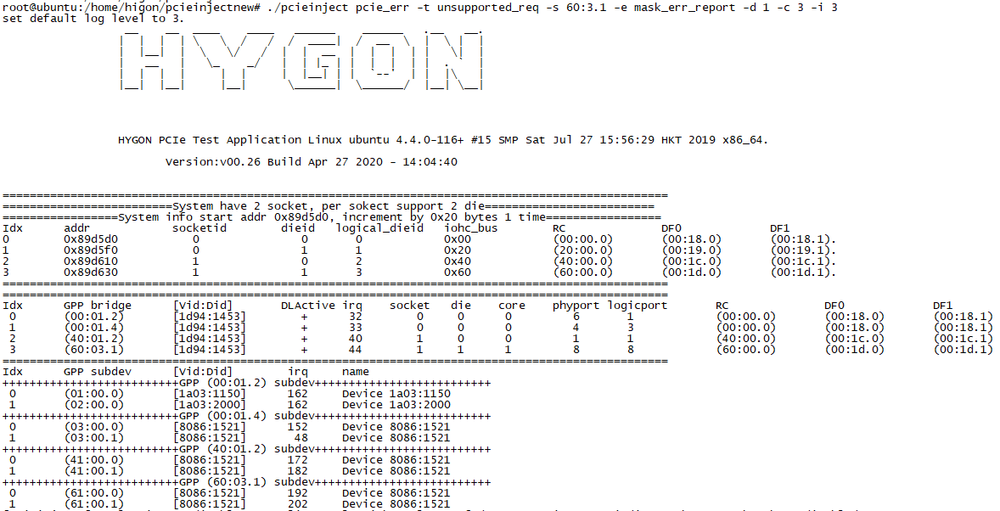 root@ubuntu:/home/higon/pcieinjectnew# ./pcieinject -t pcie_err -t unsupported_req -s 60:3.1 -e mask_err_report -d 1 -c 3 -i 3
set default log level to 3.
HYGON
HYGON PCIe Test Application Linux ubuntu 4.4.0-116+ #15 SMP Sat Jul 27 15:56:29 HKT 2019 x86_64.
Version:v00.26 Build Apr 27 2020 - 14:04:40
==================================================================================================
=========================System have 2 socket, per sokect support 2 die=========================
=================System info start addr 0x89d5d0, increment by 0x20 bytes 1 time=================
Idx addr socketid dieid logical_dieid iohc_bus RC DF0 DF1
0 0x89d5d0 0 0 0 0x00 (00:00.0) (00:18.0) (00:18.1).
1 0x89d5f0 0 1 1 0x20 (20:00.0) (00:19.0) (00:19.1).
2 0x89d610 1 0 2 0x40 (40:00.0) (00:1c.0) (00:1c.1).
3 0x89d630 1 1 3 0x60 (60:00.0) (00:1d.0) (00:1d.1).
==================================================================================================
==================================================================================================
Idx GPP bridge [Vid:Did] DLActive irq socket die core phyport logicport RC DF0 DF1
0 (00:01.2) [1d94:1453] + 32 0 0 0 6 1 (00:00.0) (00:18.0) (00:18.1)
1 (00:01.4) [1d94:1453] + 33 0 0 0 4 3 (00:00.0) (00:18.0) (00:18.1)
2 (40:01.2) [1d94:1453] + 40 1 0 0 1 1 (40:00.0) (00:1c.0) (00:1c.1)
3 (60:03.1) [1d94:1453] + 44 1 1 1 8 8 (60:00.0) (00:1d.0) (00:1d.1)
==================================================================================================
Idx GPP subdev [Vid:Did] irq name
++++++++++++++++++++++++++GPP (00:01.2) subdev++++++++++++++++++++++++++
0 (01:00.0) [1a03:1150] 162 Device 1a03:1150
1 (02:00.0) [1a03:2000] 162 Device 1a03:2000
++++++++++++++++++++++++++GPP (00:01.4) subdev++++++++++++++++++++++++++
0 (03:00.0) [8086:1521] 152 Device 8086:1521
1 (03:00.1) [8086:1521] 48 Device 8086:1521
++++++++++++++++++++++++++GPP (40:01.2) subdev++++++++++++++++++++++++++
0 (41:00.0) [8086:1521] 172 Device 8086:1521
1 (41:00.1) [8086:1521] 182 Device 8086:1521
++++++++++++++++++++++++++GPP (60:03.1) subdev++++++++++++++++++++++++++
0 (61:00.0) [8086:1521] 192 Device 8086:1521
1 (61:00.1) [8086:1521] 202 Device 8086:1521